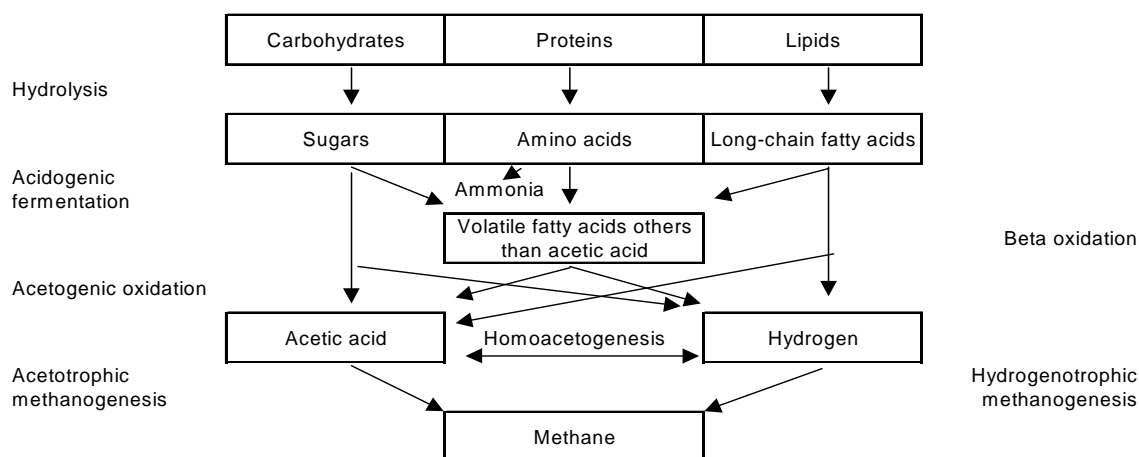 Carbohydrates
Proteins
Lipids
Hydrolysis
Sugars
Amino acids
Long-chain fatty acids
Acidogenic
fermentation
Ammonia
Volatile fatty acids others
than acetic acid
Beta oxidation
Acetogenic oxidation
Acetic acid
Homoacetogenesis
Hydrogen
Acetotrophic
methanogenesis
Hydrogenotrophic
methanogenesis
Methane